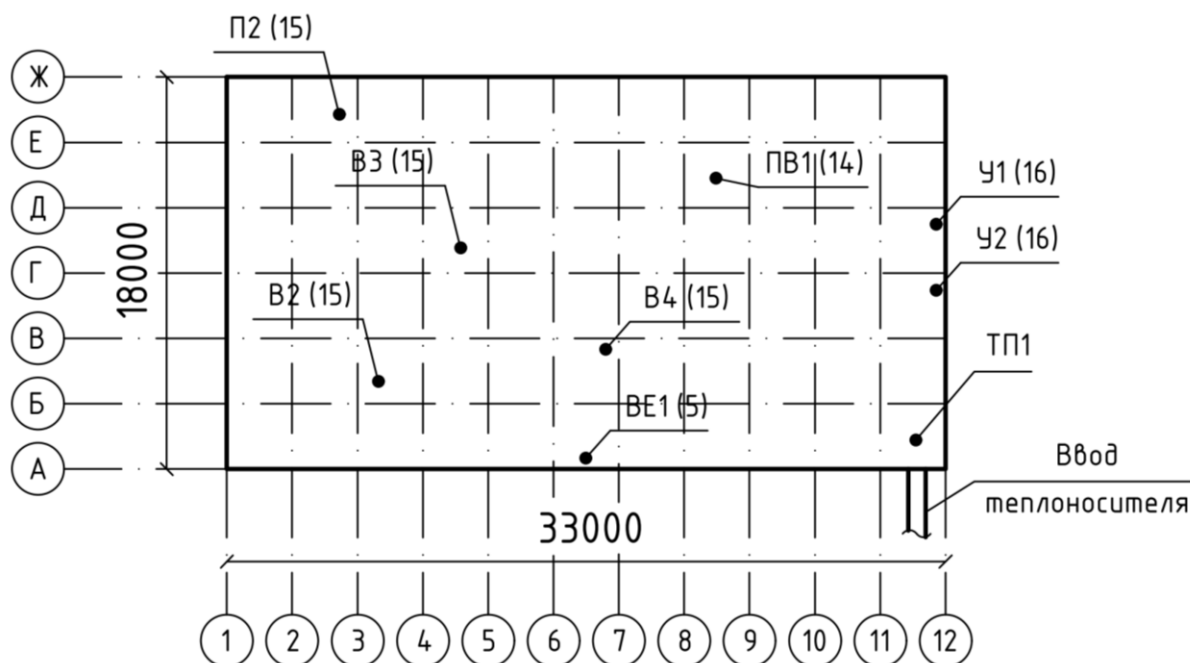 П2 (15)
Ж
Е
В3 (15)
ПВ1 (14)
У1 (16)
Д
У2 (16)
Г
18000
В2 (15)
В4 (15)
В
ТП1
Б
ВЕ1 (5)
А
Ввод
теплоносителя
33000
1 2 3 4 5 6 7 8 9 10 11 12